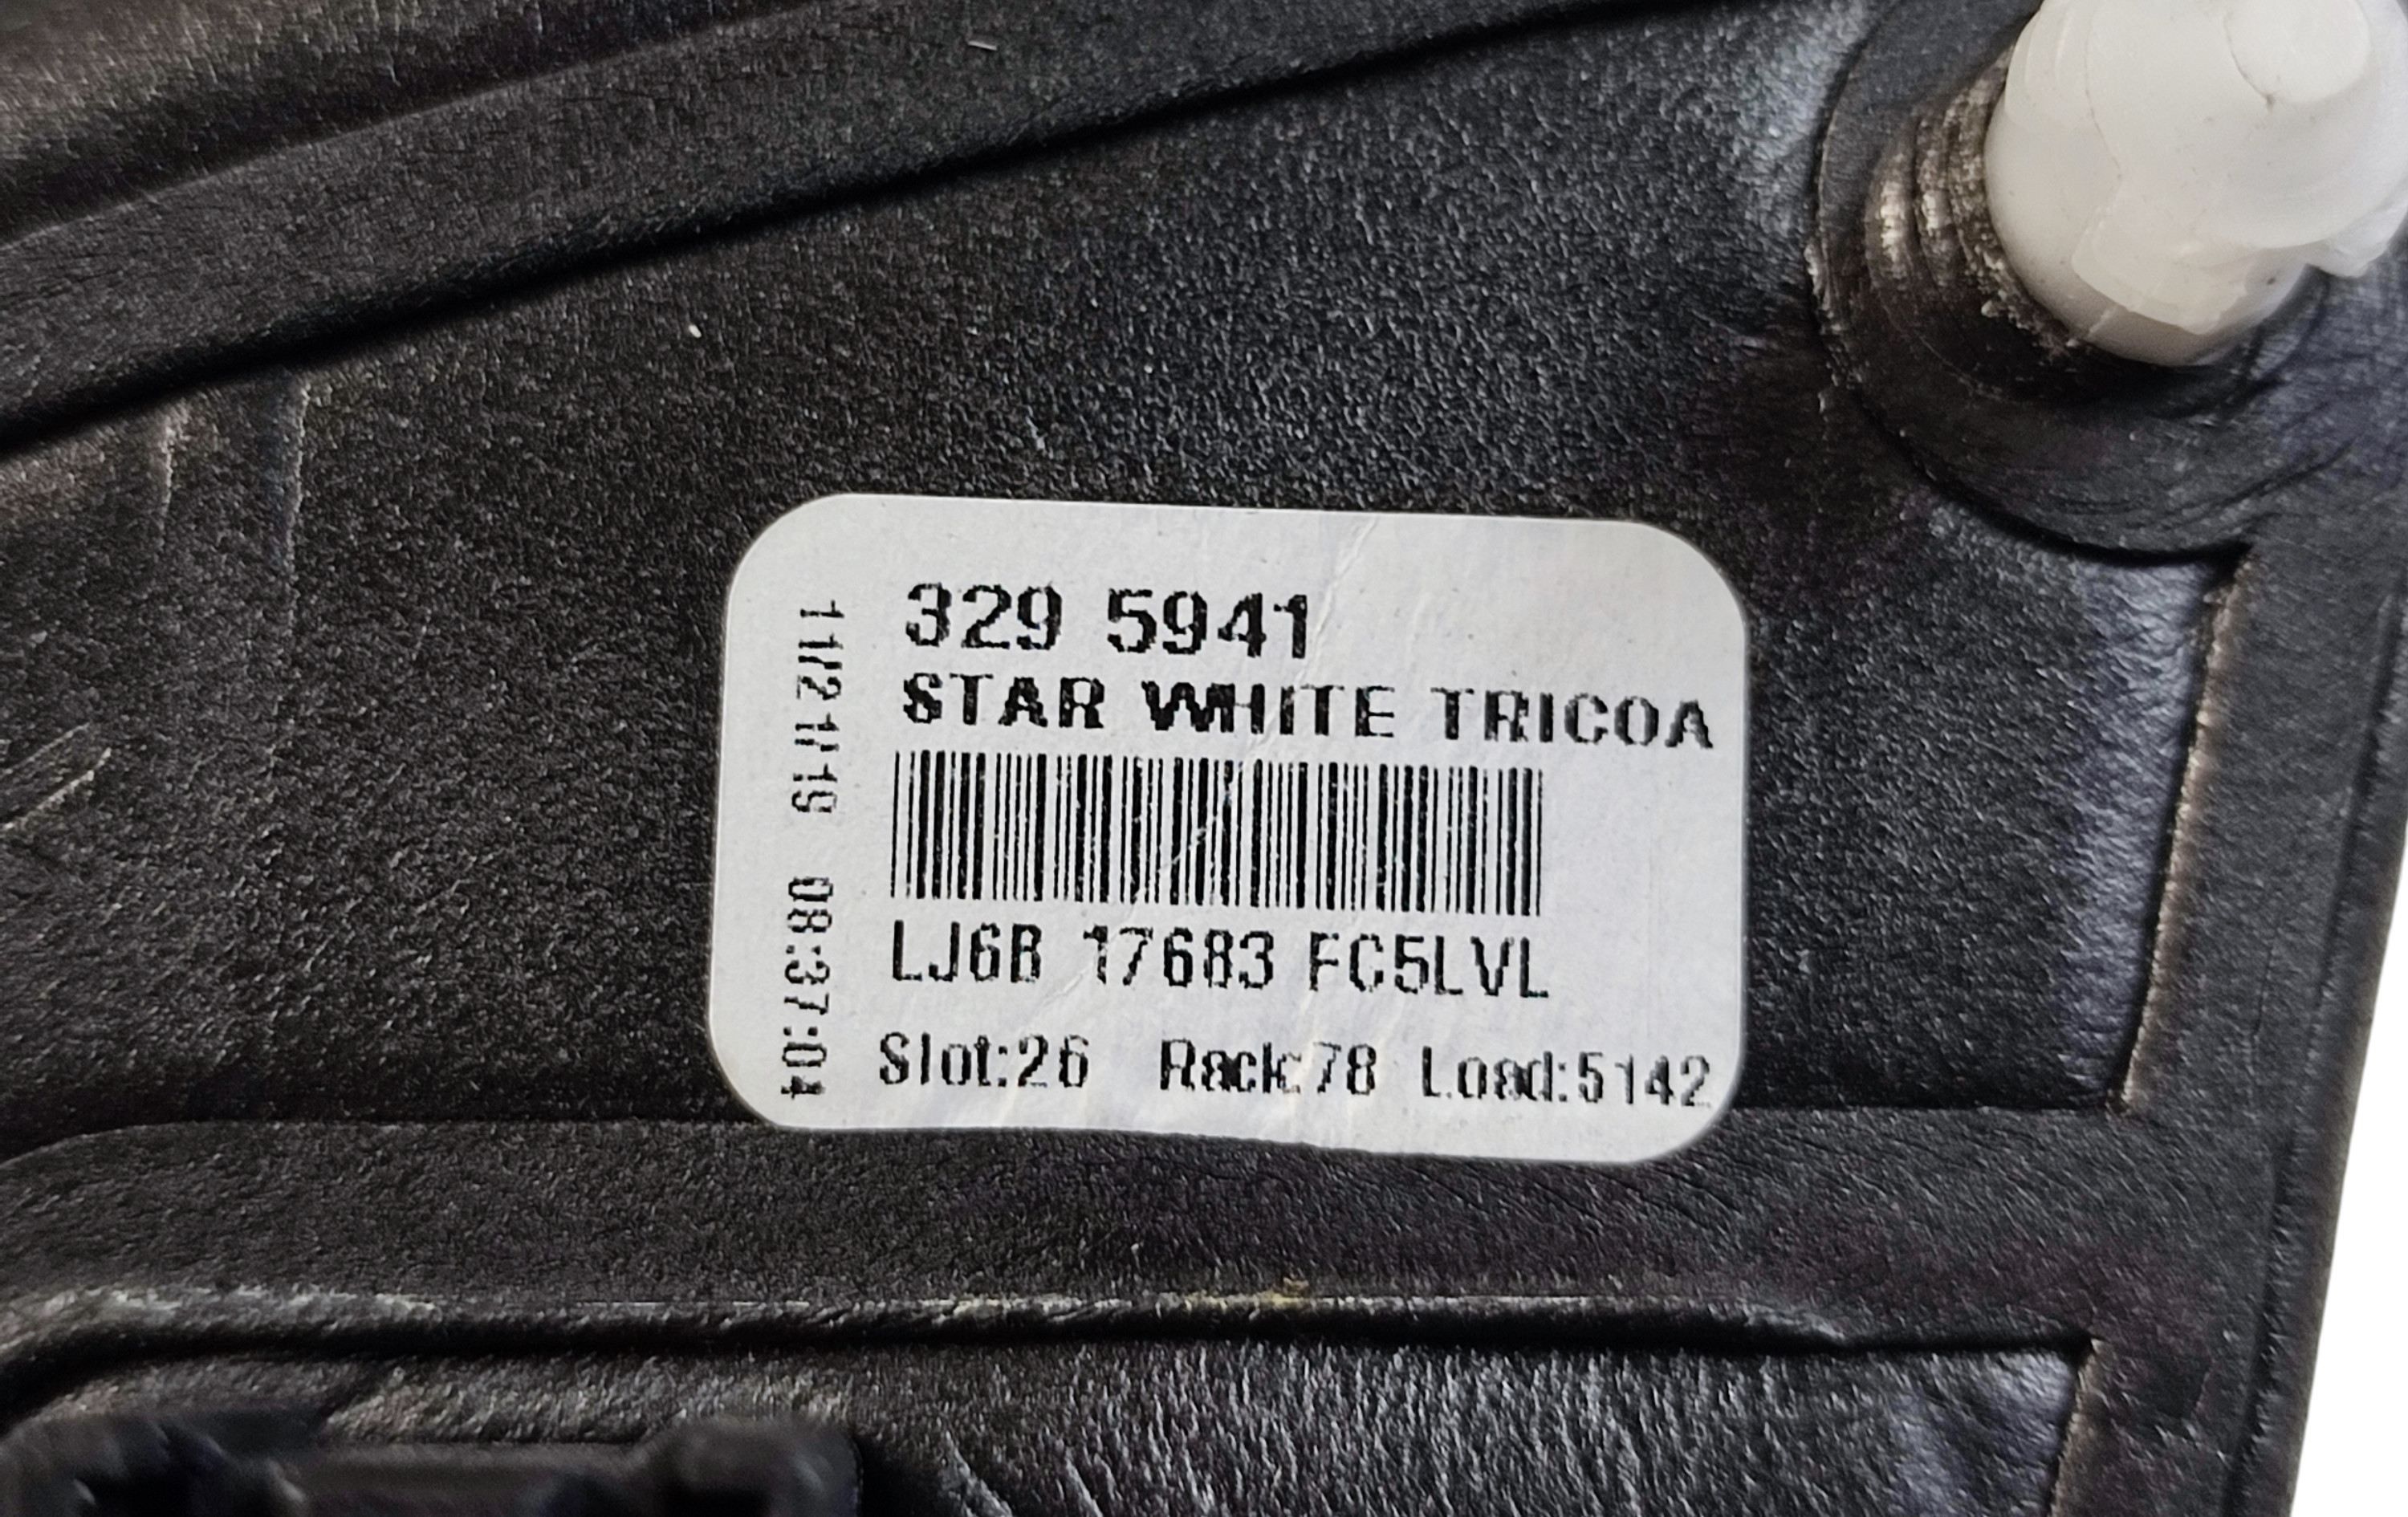 329 5941
STAR WHITE TRICOA
LJ6B 17683 FC5LVL
Slot:26 Rack:78 Load:5142
11/21/19 08:37:04